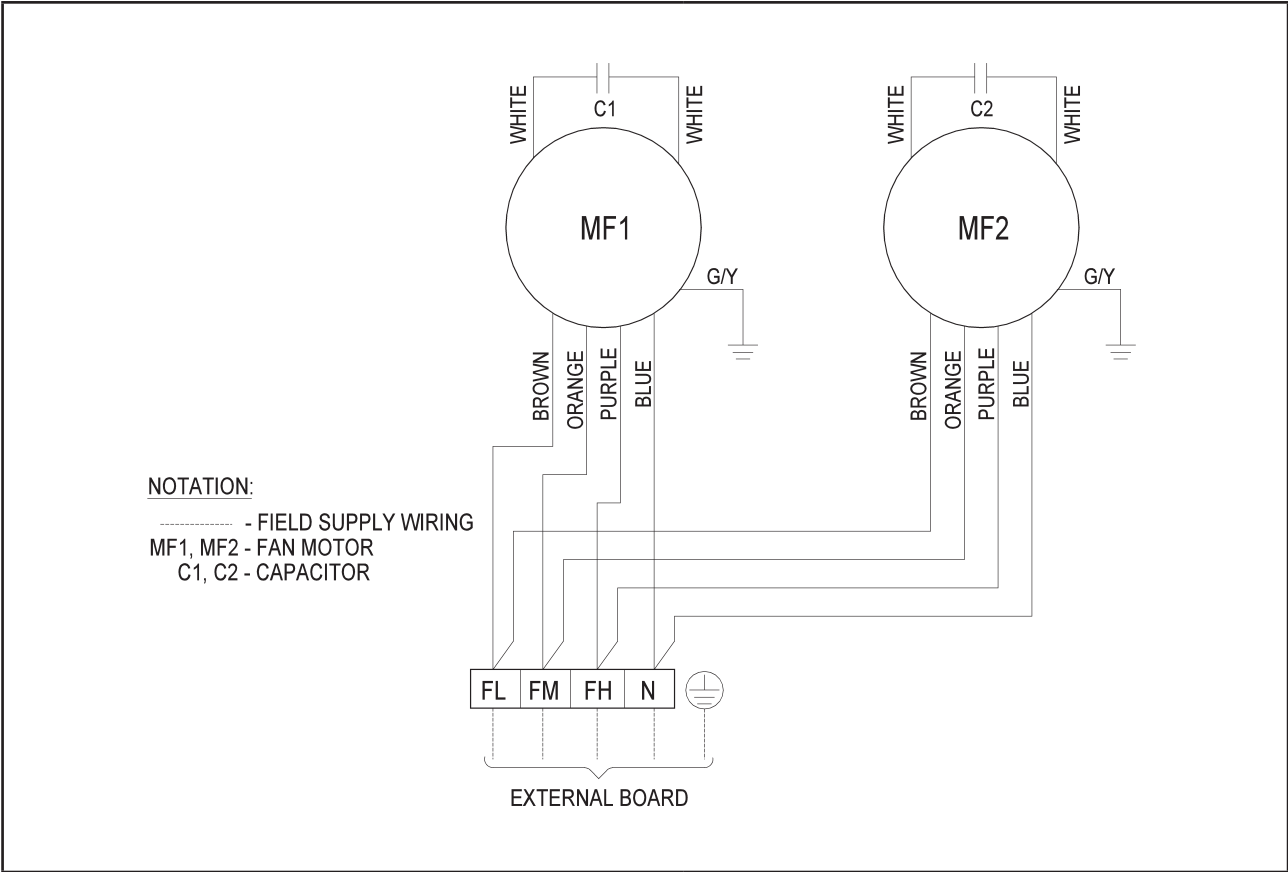 WHITE
C1
WHITE
WHITE
C2
WHITE
MF1
MF2
G/Y
G/Y
BROWN
ORANGE
PURPLE
BLUE
BROWN
ORANGE
PURPLE
BLUE
NOTATION:
- FIELD SUPPLY WIRING
MF1, MF2 - FAN MOTOR
C1, C2 - CAPACITOR
FL FM FH N
EXTERNAL BOARD